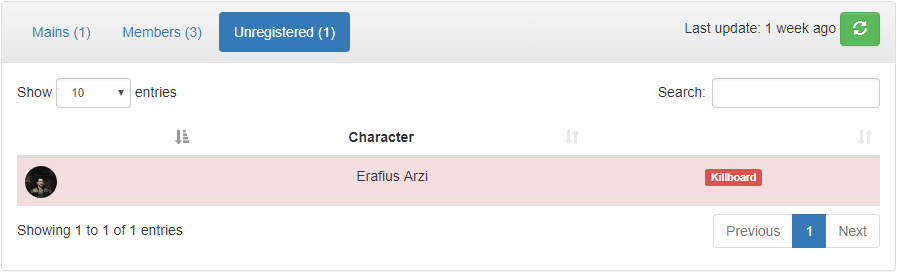 Mains (1) Members (3) Unregistered (1) Last update: 1 week ago
Show 10 entries Search:
Character
Erafius Arzi Killboard
Showing 1 to 1 of 1 entries Previous 1 Next